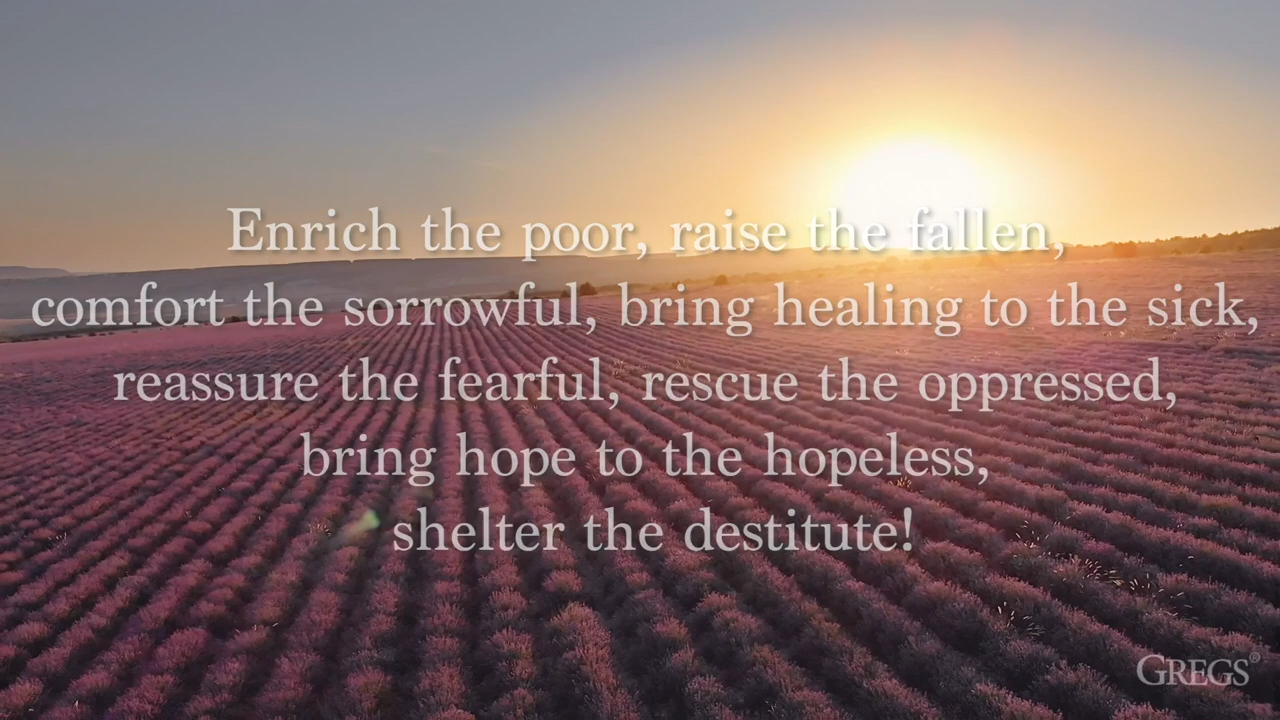 Enrich the poor, raise the fallen,
comfort the sorrowful, bring healing to the sick,
reassure the fearful, rescue the oppressed,
bring hope to the hopeless,
shelter the destitute!
GREGS®